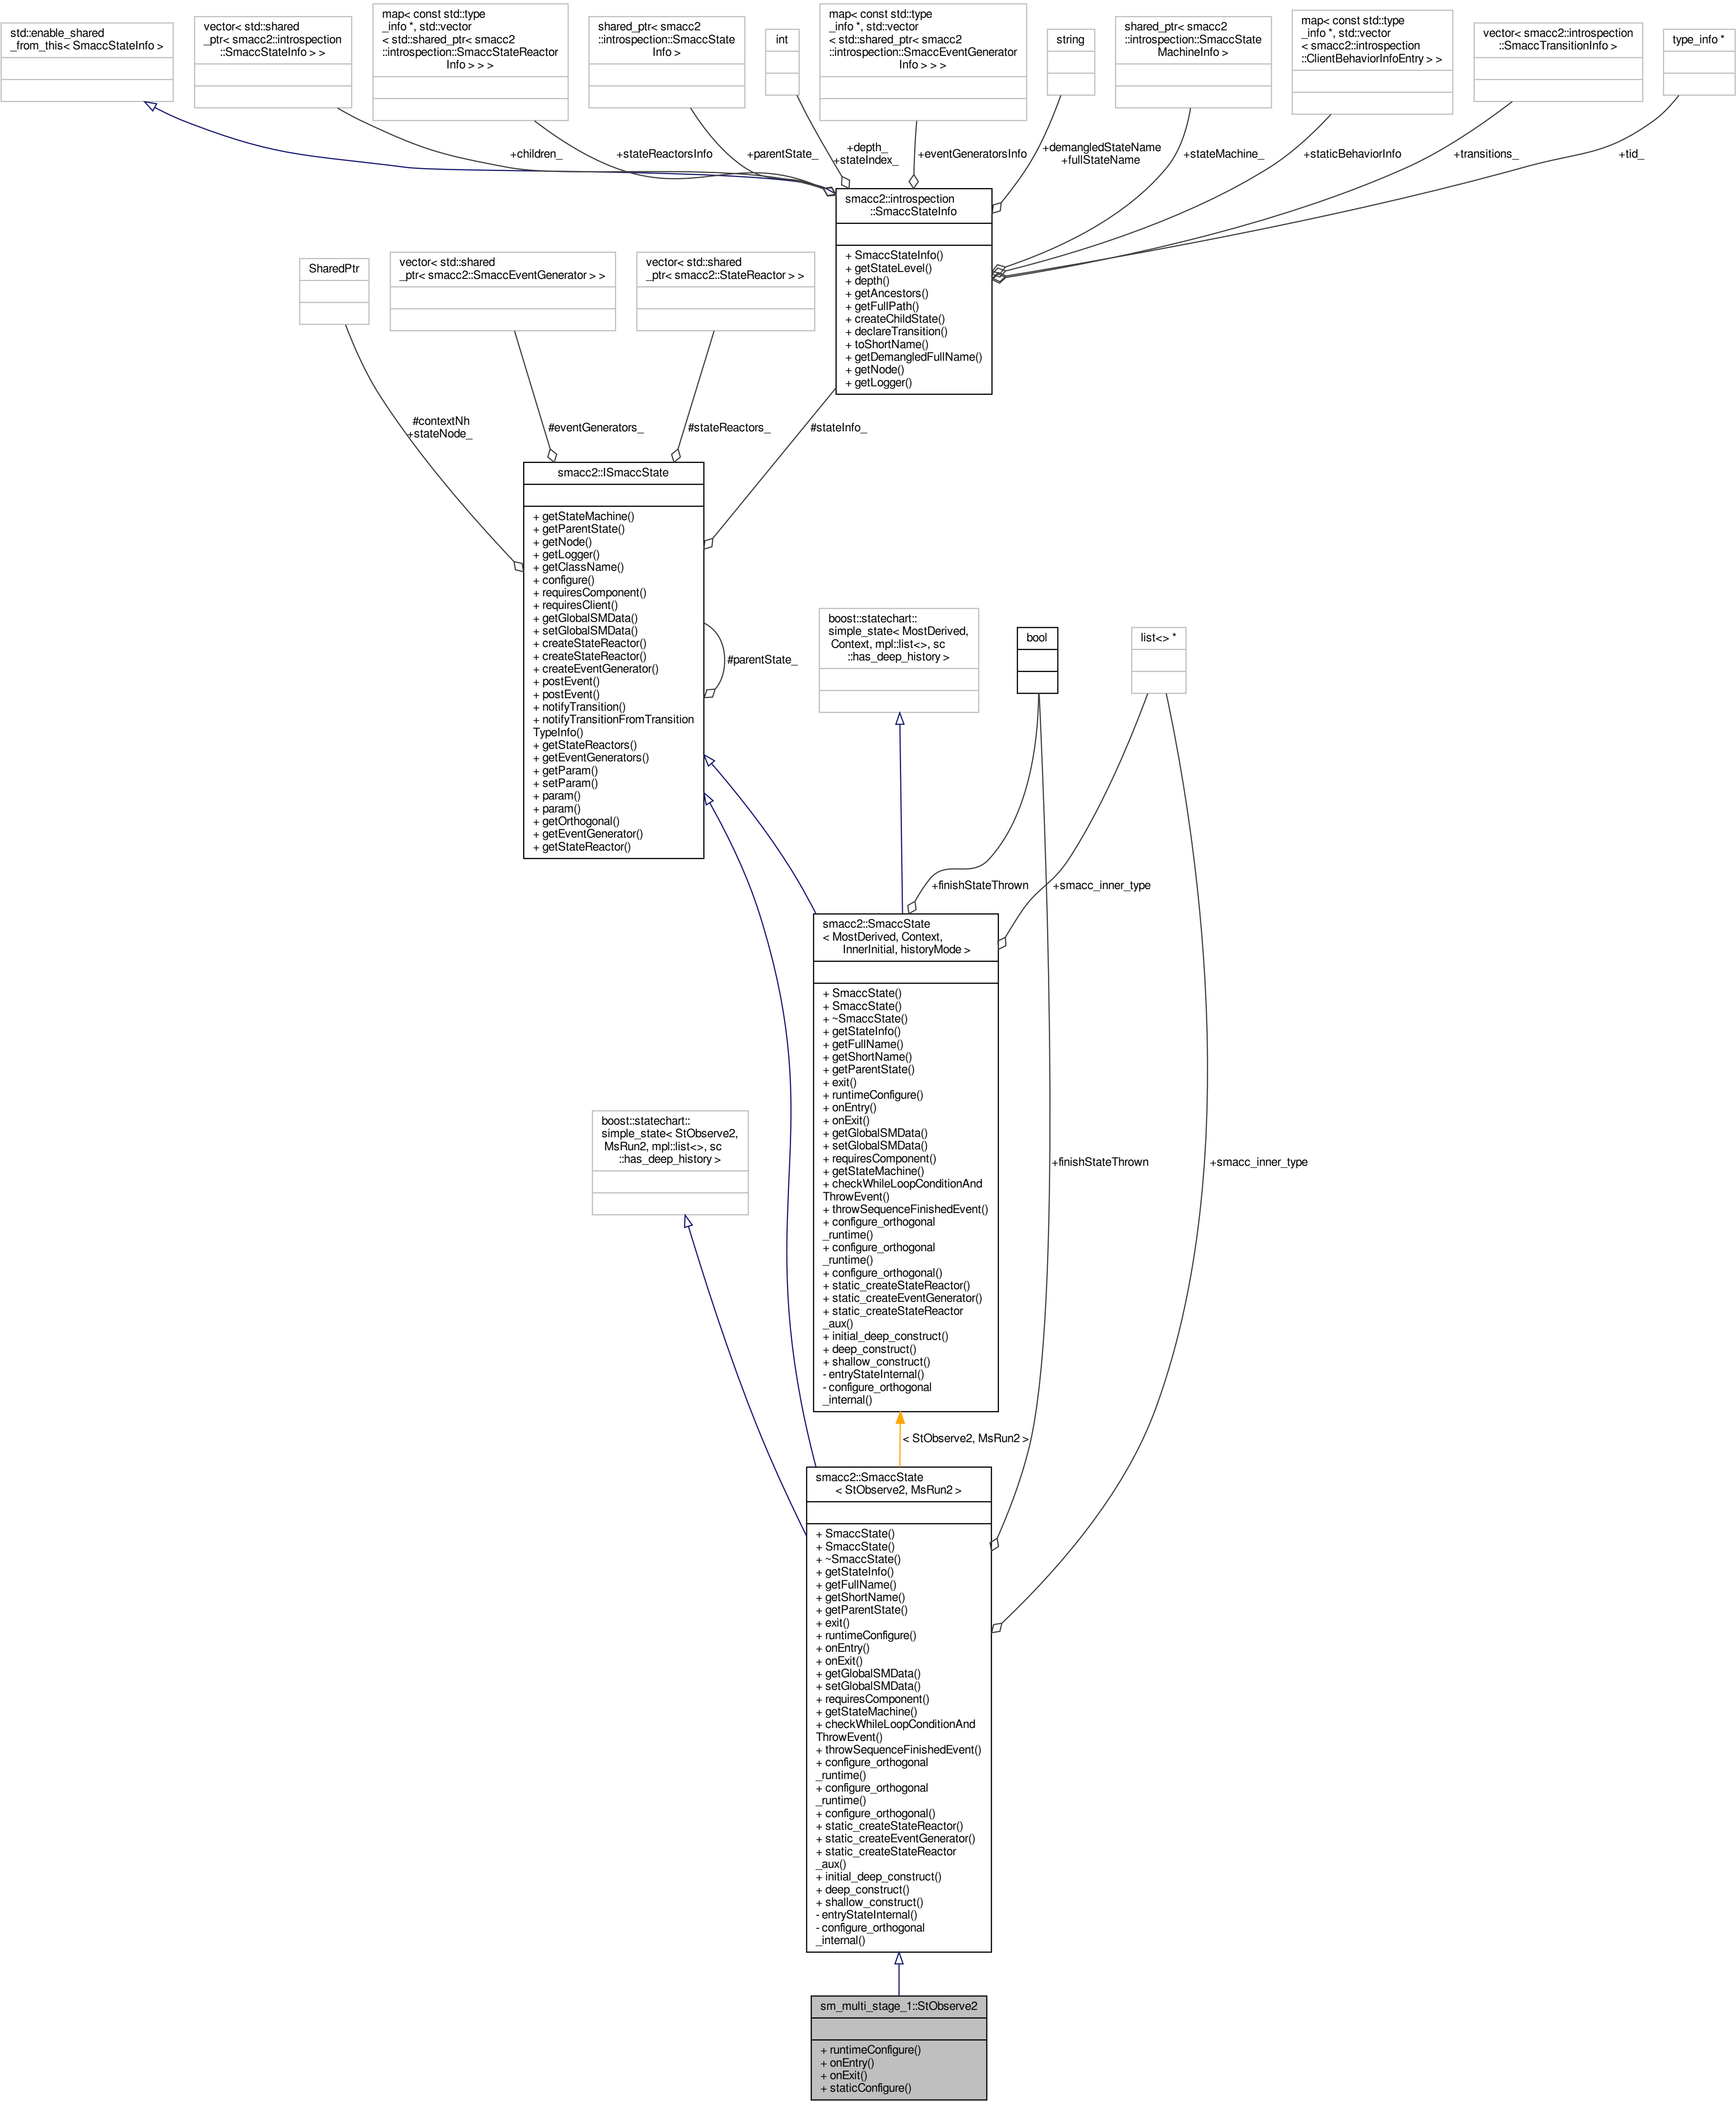 std::enable_shared
_from_this< SmaccStateInfo >
vector< std::shared
_ptr< smacc2::introspection
::SmaccStateInfo > >
map< const std::type
_info *, std::vector
< std::shared_ptr< smacc2
::introspection::SmaccStateReactor
Info > > >
shared_ptr< smacc2
::introspection::SmaccState
Info >
int
map< const std::type
_info *, std::vector
< std::shared_ptr< smacc2
::introspection::SmaccEventGenerator
Info > > >
string
shared_ptr< smacc2
::introspection::SmaccState
MachineInfo >
map< const std::type
_info *, std::vector
< smacc2::introspection
::ClientBehaviorInfoEntry > >
vector< smacc2::introspection
::SmaccTransitionInfo >
type_info *
+children_
+stateReactorsInfo
+parentState_
+depth_
+stateIndex_
+eventGeneratorsInfo
+demangledStateName
+fullStateName
+stateMachine_
+staticBehaviorInfo
+transitions_
+tid_
smacc2::introspection
::SmaccStateInfo
+ SmaccStateInfo()
+ getStateLevel()
+ depth()
+ getAncestors()
+ getFullPath()
+ createChildState()
+ declareTransition()
+ toShortName()
+ getDemangledFullName()
+ getNode()
+ getLogger()
SharedPtr
vector< std::shared
_ptr< smacc2::SmaccEventGenerator > >
vector< std::shared
_ptr< smacc2::StateReactor > >
#contextNh
+stateNode_
#eventGenerators_
#stateReactors_
#stateInfo_
smacc2::ISmaccState
+ getStateMachine()
+ getParentState()
+ getNode()
+ getLogger()
+ getClassName()
+ configure()
+ requiresComponent()
+ requiresClient()
+ getGlobalSMData()
+ setGlobalSMData()
+ createStateReactor()
+ createStateReactor()
+ createEventGenerator()
+ postEvent()
+ postEvent()
+ notifyTransition()
+ notifyTransitionFromTransition
TypeInfo()
+ getStateReactors()
+ getEventGenerators()
+ getParam()
+ setParam()
+ param()
+ param()
+ getOrthogonal()
+ getEventGenerator()
+ getStateReactor()
#parentState_
boost::statechart::
simple_state< MostDerived,
Context, mpl::list<>, sc
::has_deep_history >
bool
list<> *
+finishStateThrown
+smacc_inner_type
smacc2::SmaccState
< MostDerived, Context,
InnerInitial, historyMode >
+ SmaccState()
+ SmaccState()
+ ~SmaccState()
+ getStateInfo()
+ getFullName()
+ getShortName()
+ getParentState()
+ exit()
+ runtimeConfigure()
+ onEntry()
+ onExit()
+ getGlobalSMData()
+ setGlobalSMData()
+ requiresComponent()
+ getStateMachine()
+ checkWhileLoopConditionAnd
ThrowEvent()
+ throwSequenceFinishedEvent()
+ configure_orthogonal
_runtime()
+ configure_orthogonal
_runtime()
+ configure_orthogonal()
+ static_createStateReactor()
+ static_createEventGenerator()
+ static_createStateReactor
_aux()
+ initial_deep_construct()
+ deep_construct()
+ shallow_construct()
- entryStateInternal()
- configure_orthogonal
_internal()
boost::statechart::
simple_state< StObserve2,
MsRun2, mpl::list<>, sc
::has_deep_history >
+finishStateThrown
+smacc_inner_type
< StObserve2, MsRun2 >
smacc2::SmaccState
< StObserve2, MsRun2 >
+ SmaccState()
+ SmaccState()
+ ~SmaccState()
+ getStateInfo()
+ getFullName()
+ getShortName()
+ getParentState()
+ exit()
+ runtimeConfigure()
+ onEntry()
+ onExit()
+ getGlobalSMData()
+ setGlobalSMData()
+ requiresComponent()
+ getStateMachine()
+ checkWhileLoopConditionAnd
ThrowEvent()
+ throwSequenceFinishedEvent()
+ configure_orthogonal
_runtime()
+ configure_orthogonal
_runtime()
+ configure_orthogonal()
+ static_createStateReactor()
+ static_createEventGenerator()
+ static_createStateReactor
_aux()
+ initial_deep_construct()
+ deep_construct()
+ shallow_construct()
- entryStateInternal()
- configure_orthogonal
_internal()
sm_multi_stage_1::StObserve2
+ runtimeConfigure()
+ onEntry()
+ onExit()
+ staticConfigure()